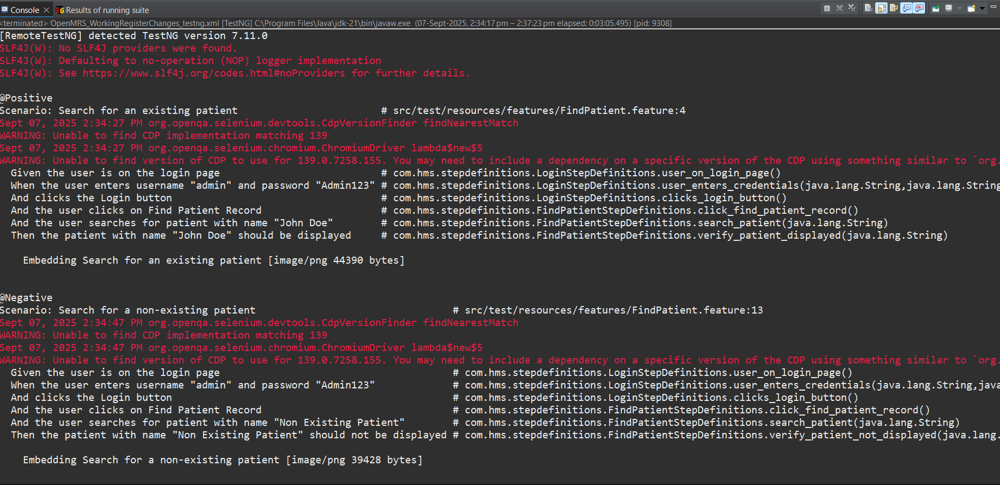 Console
Results of running suite
<terminated> OpenMRS_WorkingRegisterChanges_testng.xml [TestNG] C:\Program Files\Java\jdk-21\bin\javaw.exe (07-Sept-2025, 2:34:17 pm – 2:37:23 pm elapsed: 0:03:05.495) [pid: 9308]
[RemoteTestNG] detected TestNG version 7.11.0
SLF4J(W): No SLF4J providers were found.
SLF4J(W): Defaulting to no-operation (NOP) logger implementation
SLF4J(W): See https://www.slf4j.org/codes.html#noProviders for further details.
@Positive
Scenario: Search for an existing patient # src/test/resources/features/FindPatient.feature:4
Sept 07, 2025 2:34:27 PM org.openqa.selenium.devtools.CdpVersionFinder findNearestMatch
WARNING: Unable to find CDP implementation matching 139
Sept 07, 2025 2:34:27 PM org.openqa.selenium.chromium.ChromiumDriver lambda$new$5
WARNING: Unable to find version of CDP to use for 139.0.7258.155. You may need to include a dependency on a specific version of the CDP using something similar to `org.
Given the user is on the login page # com.hms.stepdefinitions.LoginStepDefinitions.user_on_login_page()
When the user enters username "admin" and password "Admin123" # com.hms.stepdefinitions.LoginStepDefinitions.user_enters_credentials(java.lang.String,java.lang.String
And clicks the Login button # com.hms.stepdefinitions.LoginStepDefinitions.clicks_login_button()
And the user clicks on Find Patient Record # com.hms.stepdefinitions.FindPatientStepDefinitions.click_find_patient_record()
And the user searches for patient with name "John Doe" # com.hms.stepdefinitions.FindPatientStepDefinitions.search_patient(java.lang.String)
Then the patient with name "John Doe" should be displayed # com.hms.stepdefinitions.FindPatientStepDefinitions.verify_patient_displayed(java.lang.String)
Embedding Search for an existing patient [image/png 44390 bytes]
@Negative
Scenario: Search for a non-existing patient # src/test/resources/features/FindPatient.feature:13
Sept 07, 2025 2:34:47 PM org.openqa.selenium.devtools.CdpVersionFinder findNearestMatch
WARNING: Unable to find CDP implementation matching 139
Sept 07, 2025 2:34:47 PM org.openqa.selenium.chromium.ChromiumDriver lambda$new$5
WARNING: Unable to find version of CDP to use for 139.0.7258.155. You may need to include a dependency on a specific version of the CDP using something similar to `org.
Given the user is on the login page # com.hms.stepdefinitions.LoginStepDefinitions.user_on_login_page()
When the user enters username "admin" and password "Admin123" # com.hms.stepdefinitions.LoginStepDefinitions.user_enters_credentials(java.lang.String,java
And clicks the Login button # com.hms.stepdefinitions.LoginStepDefinitions.clicks_login_button()
And the user clicks on Find Patient Record # com.hms.stepdefinitions.FindPatientStepDefinitions.click_find_patient_record()
And the user searches for patient with name "Non Existing Patient" # com.hms.stepdefinitions.FindPatientStepDefinitions.search_patient(java.lang.String)
Then the patient with name "Non Existing Patient" should not be displayed # com.hms.stepdefinitions.FindPatientStepDefinitions.verify_patient_not_displayed(java.lang.
Embedding Search for a non-existing patient [image/png 39428 bytes]